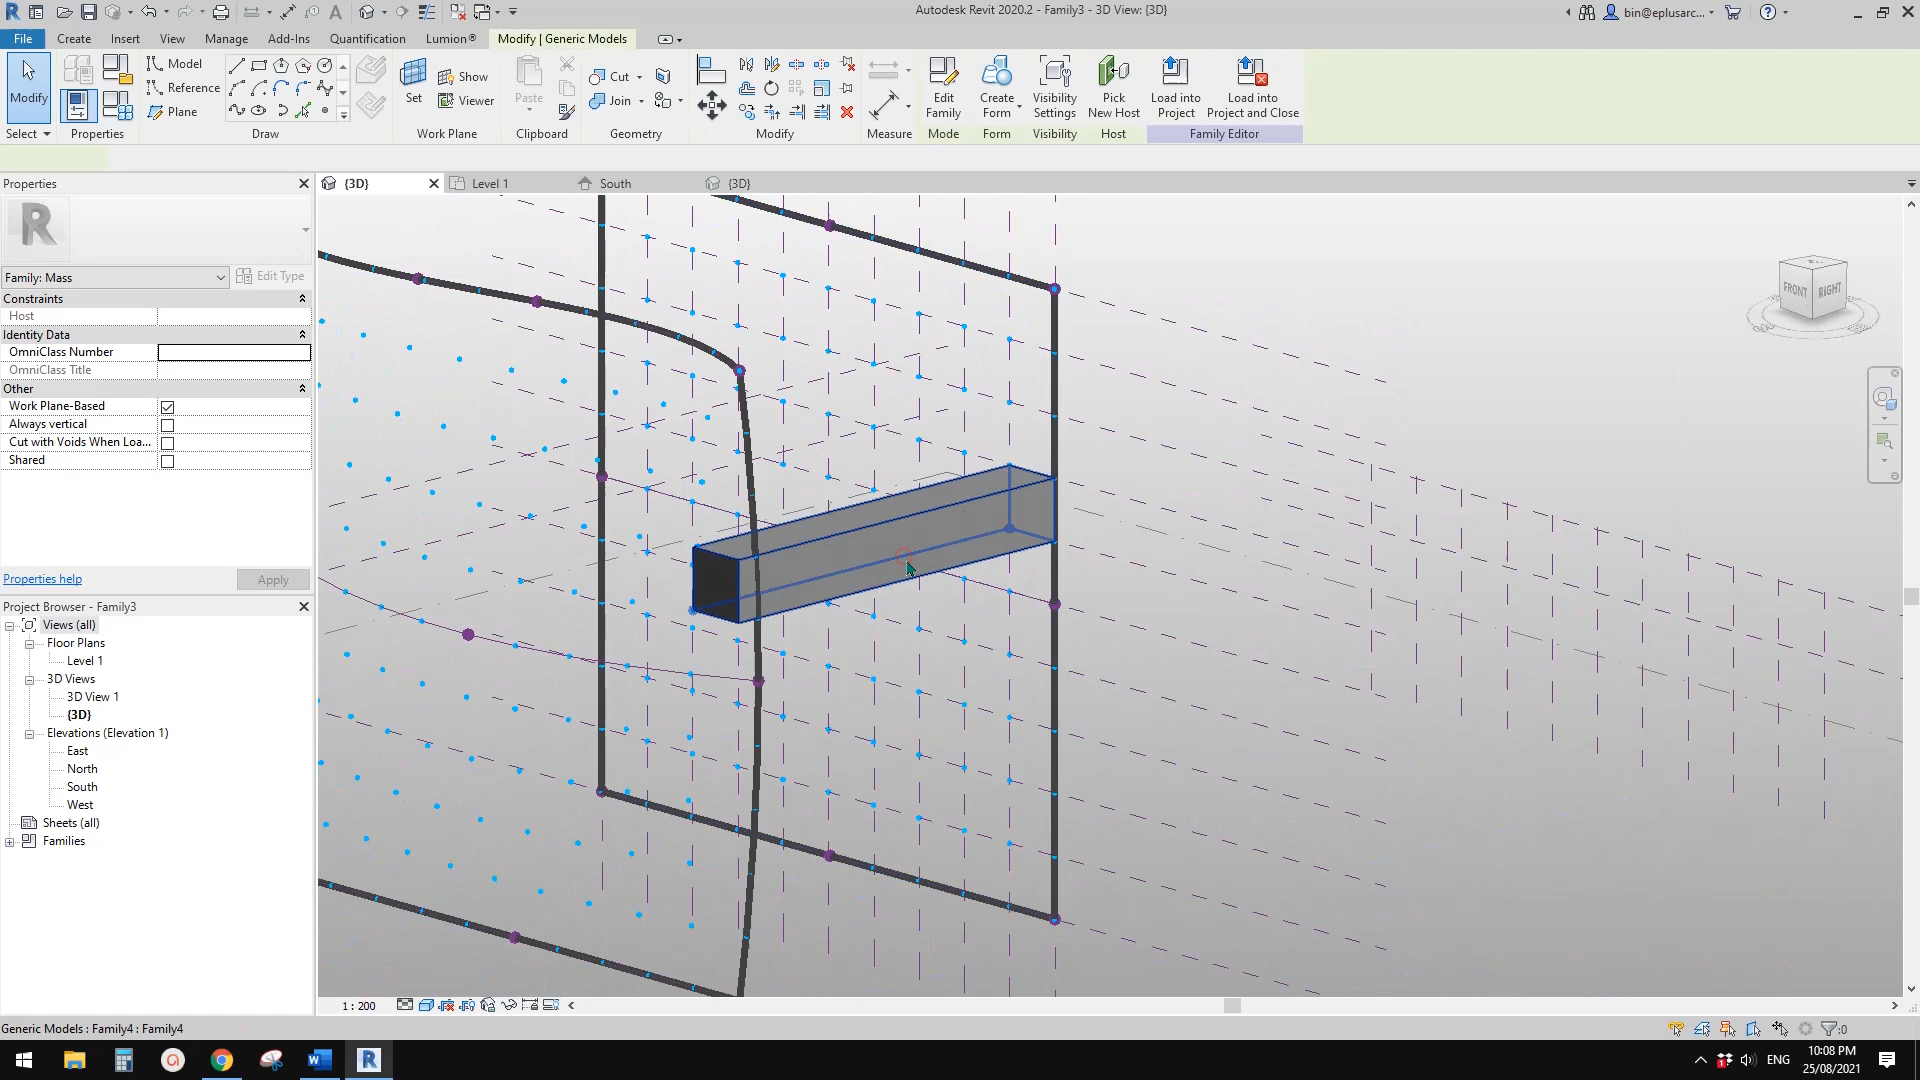 Autodesk Revit 2020.2 - Family3 - 3D View: {3D}
bin@eplusarc...
File
Create
Insert
View
Manage
Add-Ins
Quantification
Lumion®
Modify | Generic Models
Modify
Select
Properties
Model
Reference
Plane
Draw
Set
Show
Viewer
Work Plane
Paste
Clipboard
Cut
Join
Geometry
Modify
Measure
Edit
Family
Mode
Create
Form
Form
Visibility
Settings
Visibility
Pick
New Host
Host
Load into
Project
Load into
Project and Close
Family Editor
Properties
{3D}
Level 1
South
{3D}
R
Family: Mass
Edit Type
Constraints
Host
Identity Data
OmniClass Number
OmniClass Title
Other
Work Plane-Based
Always vertical
Cut with Voids When Loa...
Shared
Properties help
Apply
Project Browser - Family3
Views (all)
Floor Plans
Level 1
3D Views
3D View 1
{3D}
Elevations (Elevation 1)
East
North
South
West
Sheets (all)
Families
FRONT
RIGHT
1 : 200
Generic Models : Family4 : Family4
:0
ENG
10:08 PM
25/08/2021